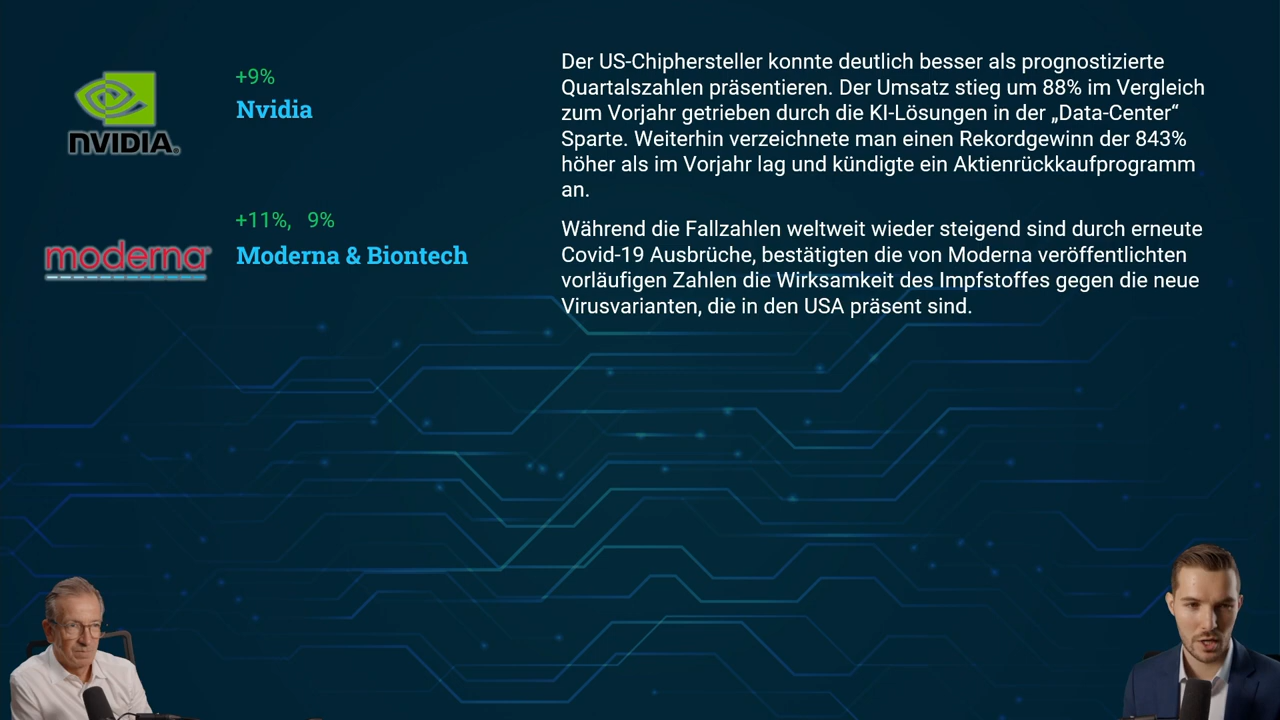 NVIDIA.
+9%
Nvidia
Der US-Chiphersteller konnte deutlich besser als prognostizierte
Quartalszahlen präsentieren. Der Umsatz stieg um 88% im Vergleich
zum Vorjahr getrieben durch die KI-Lösungen in der „Data-Center“
Sparte. Weiterhin verzeichnete man einen Rekordgewinn der 843%
höher als im Vorjahr lag und kündigte ein Aktienrückkaufprogramm
an.
moderna
+11%, 9%
Moderna & Biontech
Während die Fallzahlen weltweit wieder steigend sind durch erneute
Covid-19 Ausbrüche, bestätigten die von Moderna veröffentlichten
vorläufigen Zahlen die Wirksamkeit des Impfstoffes gegen die neue
Virusvarianten, die in den USA präsent sind.